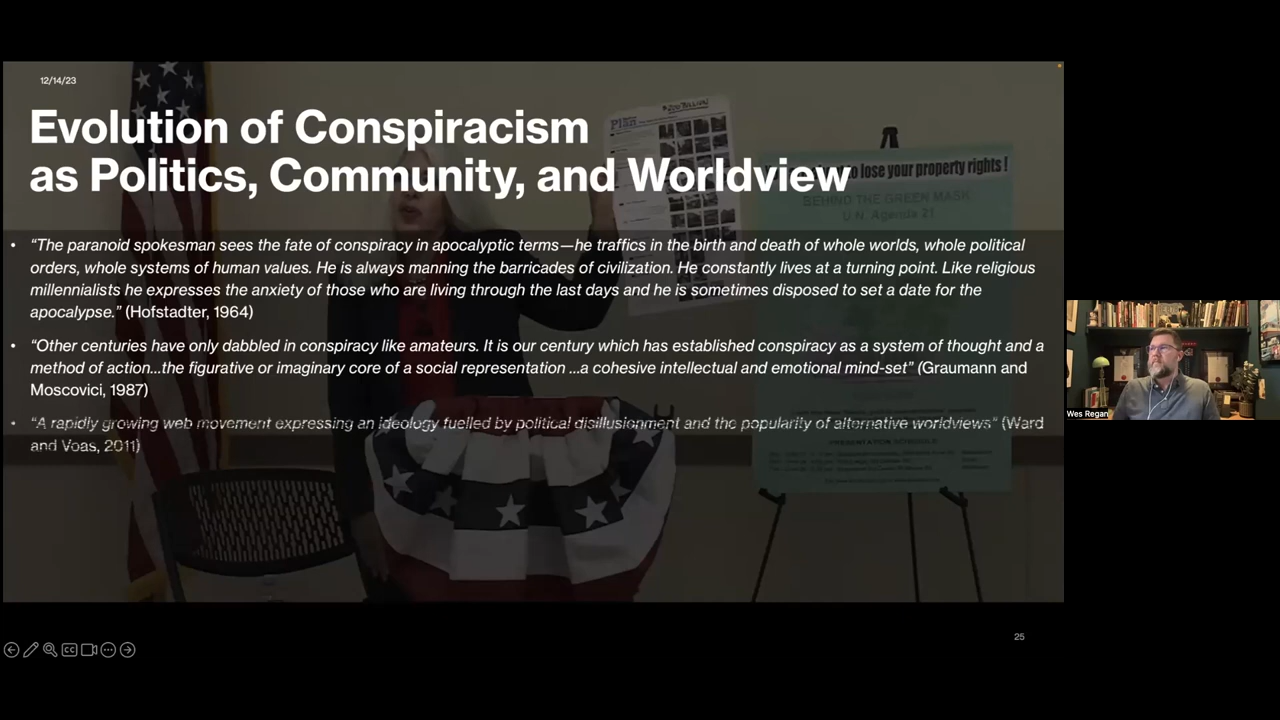 12/14/23
Evolution of Conspiracism
as Politics, Community, and Worldview
Plan
to lose your property rights !
BEHIND THE GREEN MASK
U.N. Agenda 21
• “The paranoid spokesman sees the fate of conspiracy in apocalyptic terms—he traffics in the birth and death of whole worlds, whole political
orders, whole systems of human values. He is always manning the barricades of civilization. He constantly lives at a turning point. Like religious
millennialists he expresses the anxiety of those who are living through the last days and he is sometimes disposed to set a date for the
apocalypse.” (Hofstadter, 1964)
• “Other centuries have only dabbled in conspiracy like amateurs. It is our century which has established conspiracy as a system of thought and a
method of action...the figurative or imaginary core of a social representation ...a cohesive intellectual and emotional mind-set” (Graumann and
Moscovici, 1987)
• “A rapidly growing web movement expressing an ideology fuelled by political disillusionment and the popularity of alternative worldviews” (Ward
and Voas, 2011)
PRESENTATION SCHEDULE
Wes Regan
25
CC